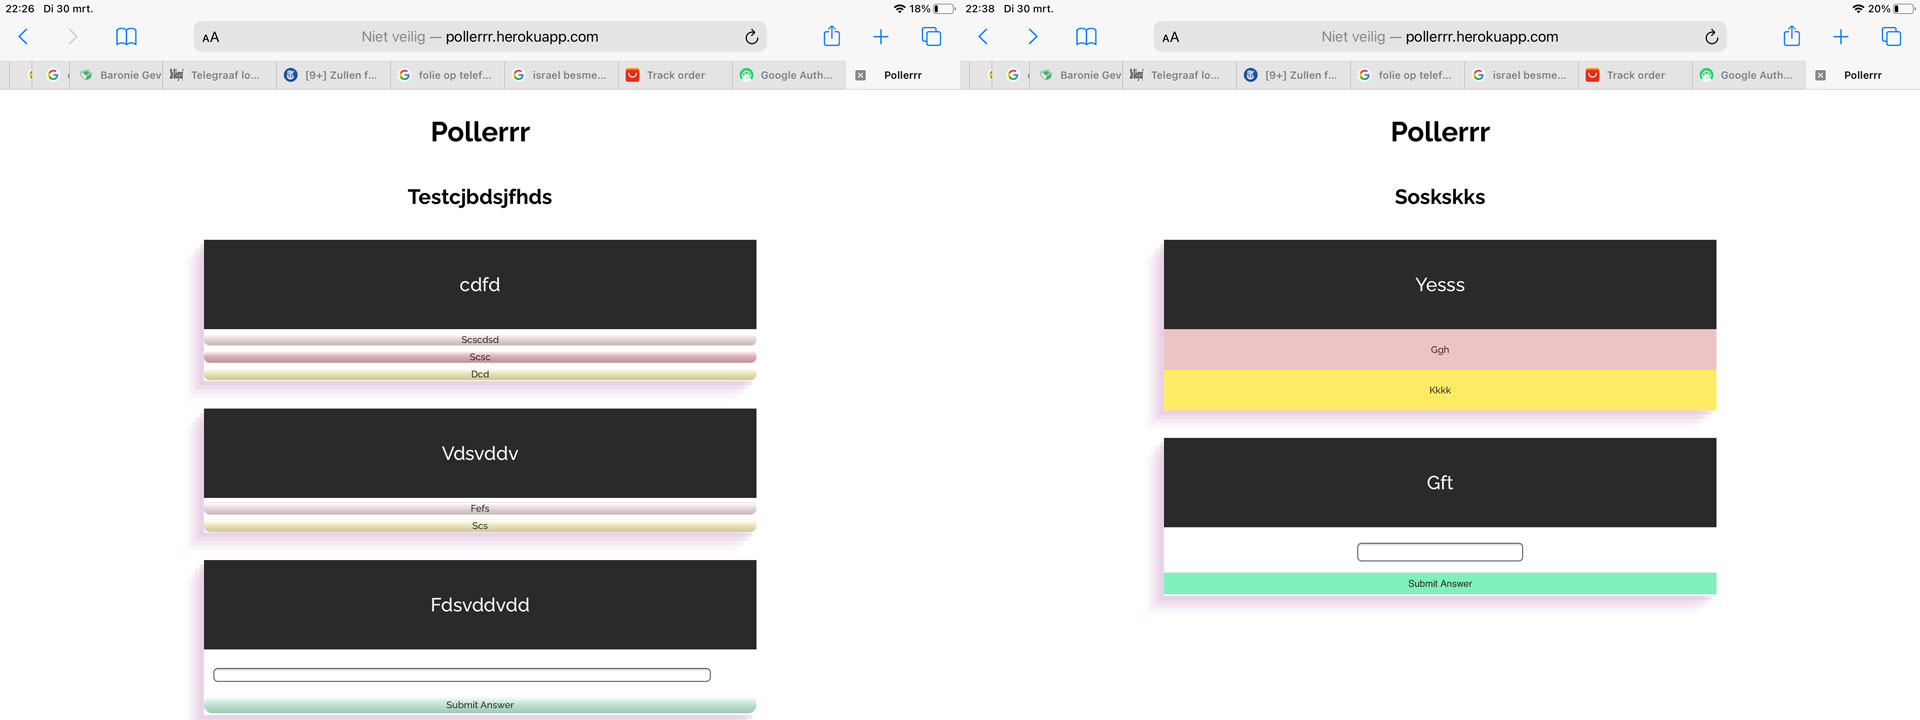 22:26 Di 30 mrt.
18%
AA
Niet veilig — pollerrr.herokuapp.com
Baronie Gev
Telegraaf lo...
[9+] Zullen f...
folie op telef...
israel besme...
Track order
Google Auth...
Pollerrr
Pollerrr
Testcjbdsjfhds
cdfd
Scscdsd
Scsc
Dcd
Vdsvddv
Fefs
Scs
Fdsvddvdd
Submit Answer
22:38 Di 30 mrt.
20%
AA
Niet veilig — pollerrr.herokuapp.com
Baronie Gev
Telegraaf lo...
[9+] Zullen f...
folie op telef...
israel besme...
Track order
Google Auth...
Pollerrr
Pollerrr
Soskskks
Yesss
Ggh
Kkkk
Gft
Submit Answer